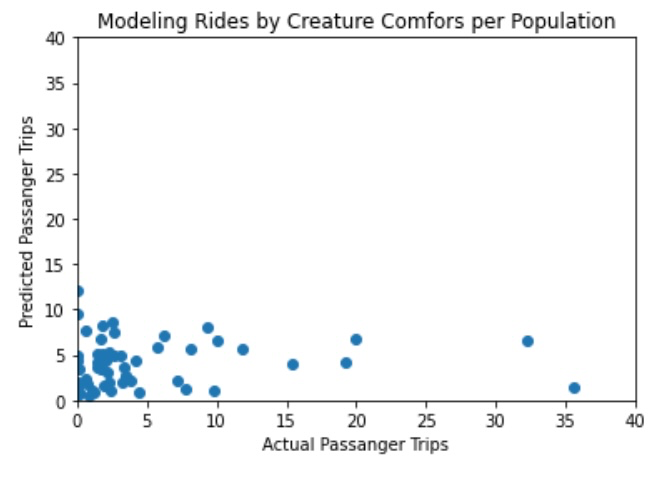 Modeling Rides by Creature Comfors per Population
40
35
30
25
20
15
10
5
0
Predicted Passanger Trips
0 5 10 15 20 25 30 35 40
Actual Passanger Trips